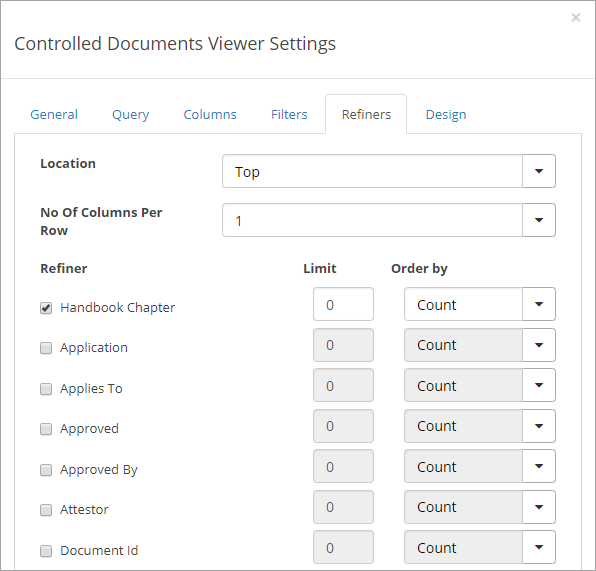 ×
Controlled Documents Viewer Settings
General Query Columns Filters Refiners Design
Location Top
No Of Columns Per
Row
1
Refiner Limit Order by
Handbook Chapter 0 Count
Application 0 Count
Applies To 0 Count
Approved 0 Count
Approved By 0 Count
Attestor 0 Count
Document Id 0 Count